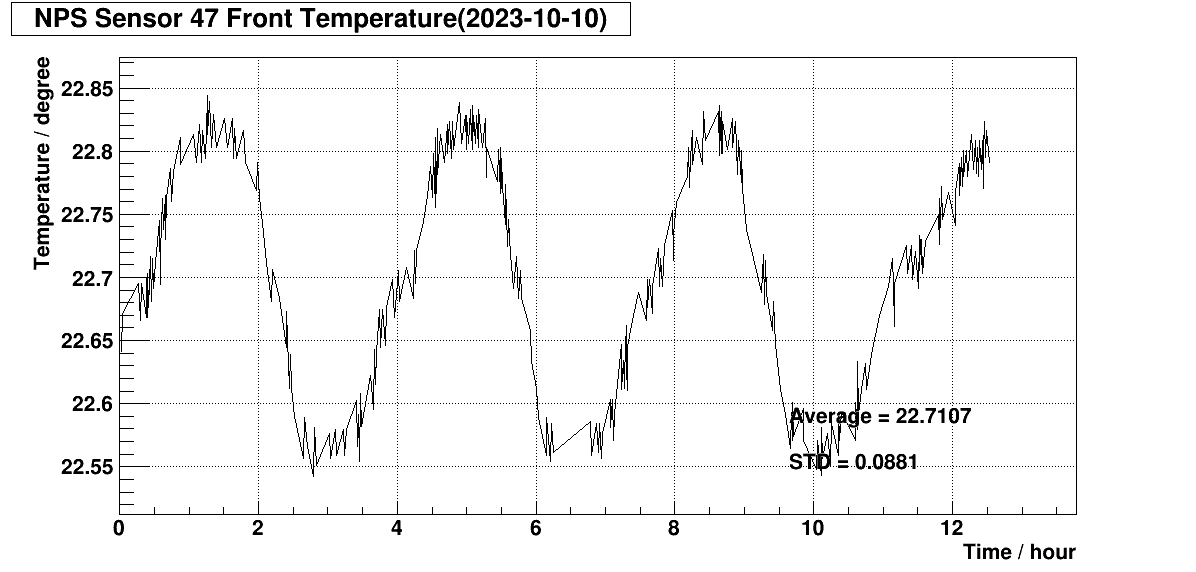 NPS Sensor 47 Front Temperature(2023-10-10)
Temperature / degree
22.85
22.8
22.75
22.7
22.65
22.6
22.55
Average = 22.7107
STD = 0.0881
0 2 4 6 8 10 12
Time / hour